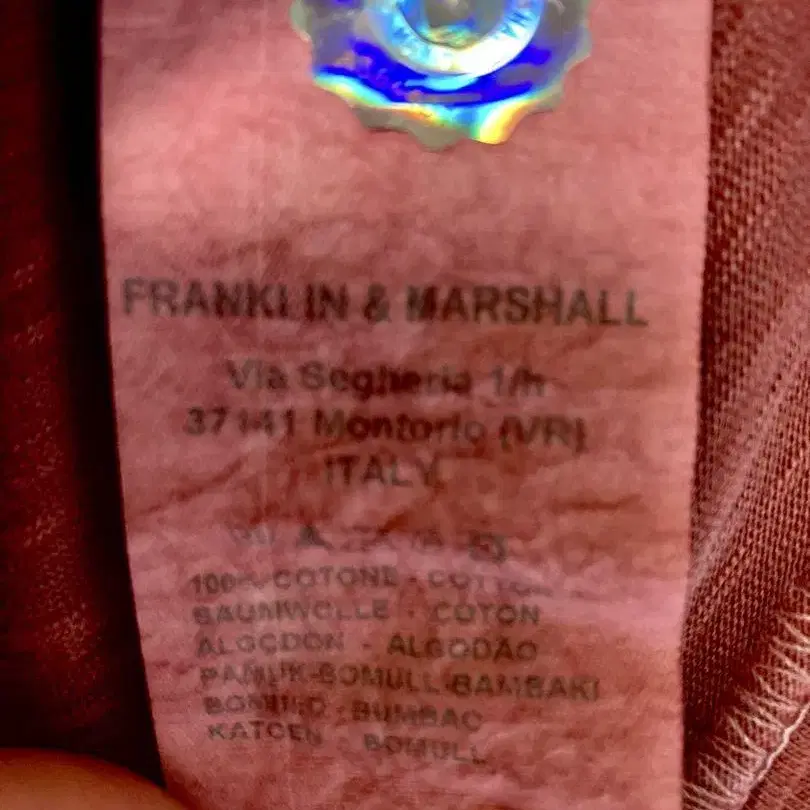 FRANKLIN & MARSHALL
Via Segheria 1/h
37141 Montorio (VR)
ITALY
100% COTONE - COTTON
BAUMWOLLE - COTON
ALGODON - ALGODÃO
PAMUK-BOMULL-BAMBAKI
BUMBAC
KATOEN - BOMULL